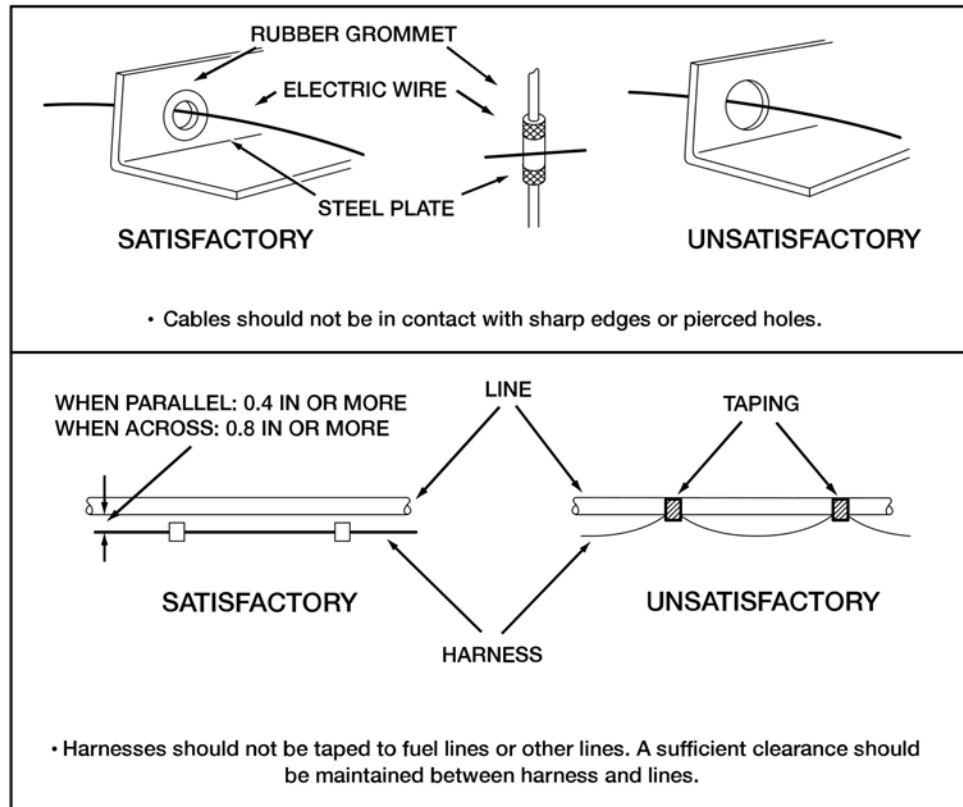 RUBBER GROMMET
ELECTRIC WIRE
STEEL PLATE
SATISFACTORY
UNSATISFACTORY
• Cables should not be in contact with sharp edges or pierced holes.
WHEN PARALLEL: 0.4 IN OR MORE
WHEN ACROSS: 0.8 IN OR MORE
LINE
TAPING
SATISFACTORY
UNSATISFACTORY
HARNESS
• Harnesses should not be taped to fuel lines or other lines. A sufficient clearance should
be maintained between harness and lines.